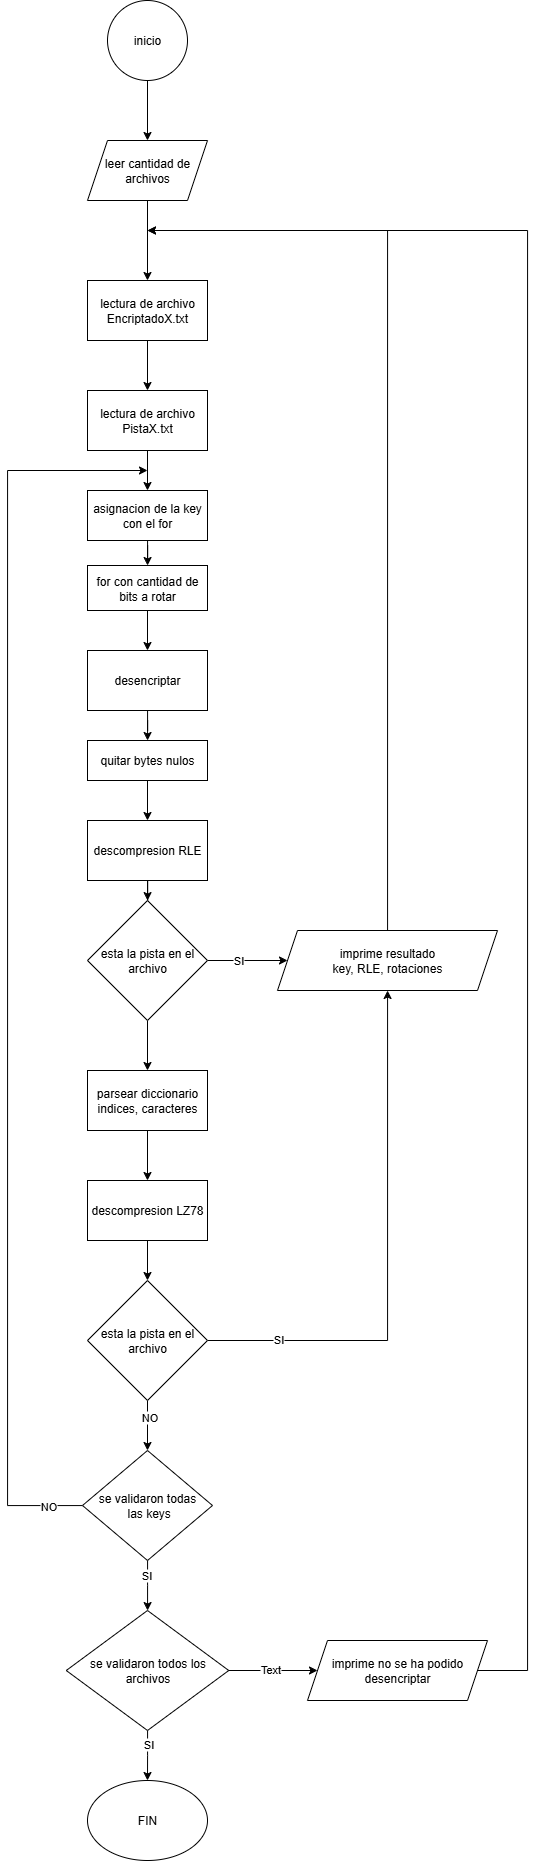 inicio
leer cantidad de
archivos
lectura de archivo
EncriptadoX.txt
lectura de archivo
PistaX.txt
asignacion de la key
con el for
for con cantidad de
bits a rotar
desencriptar
quitar bytes nulos
descompresion RLE
esta la pista en el
archivo
SI
imprime resultado
key, RLE, rotaciones
parsear diccionario
indices, caracteres
descompresion LZ78
esta la pista en el
archivo
SI
NO
se validaron todas
las keys
NO
SI
se validaron todos los
archivos
Text
imprime no se ha podido
desencriptar
SI
FIN